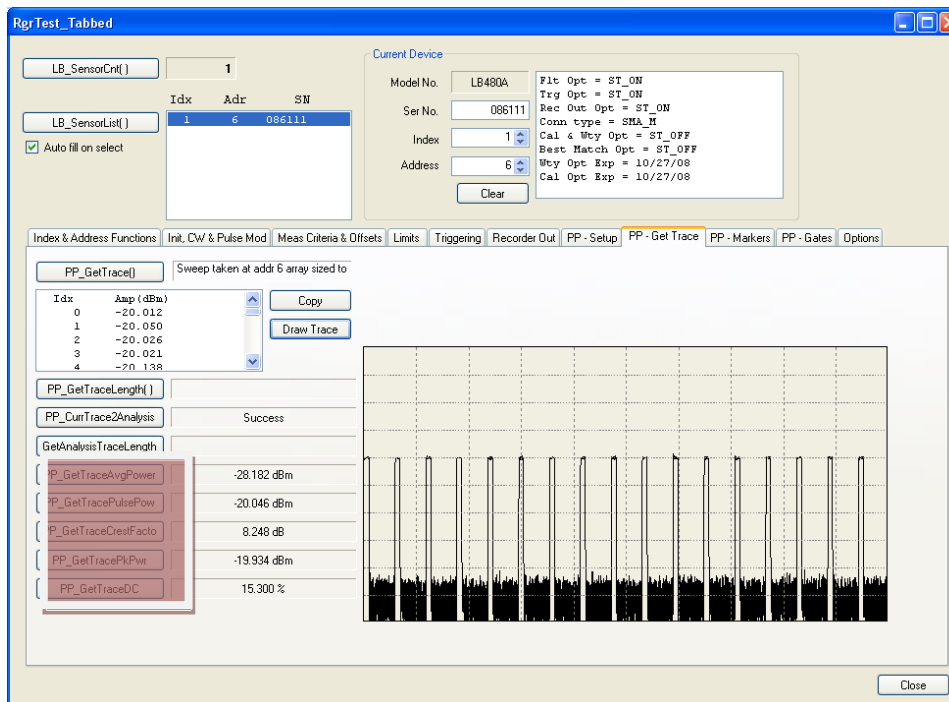 RgrTest_Tabbed
LB_SensorCnt( )
1
Idx Adr SN
LB_SensorList( )
1 6 086111
Auto fill on select
Current Device
Model No. LB480A
Ser No. 086111
Index 1
Address 6
Clear
Flt Opt = ST_ON
Trg Opt = ST_ON
Rec Out Opt = ST_ON
Conn type = SMA_M
Cal & Wty Opt = ST_OFF
Best Match Opt = ST_OFF
Wty Opt Exp = 10/27/08
Cal Opt Exp = 10/27/08
Index & Address Functions Init, CW & Pulse Mod Meas Criteria & Offsets Limits Triggering Recorder Out PP - Setup PP - Get Trace PP - Markers PP - Gates Options
PP_GetTrace() Sweep taken at addr 6 array sized to
Idx Amp(dBm)
0 -20.012
1 -20.050
2 -20.026
3 -20.021
4 -20.138
Copy
Draw Trace
PP_GetTraceLength( )
PP_CurrTrace2Analysis Success
GetAnalysisTraceLength
PP_GetTraceAvgPower -28.182 dBm
PP_GetTracePulsePow -20.046 dBm
PP_GetTraceCrestFacto 8.248 dB
PP_GetTracePkPwr -19.934 dBm
PP_GetTraceDC 15.300 %
Close